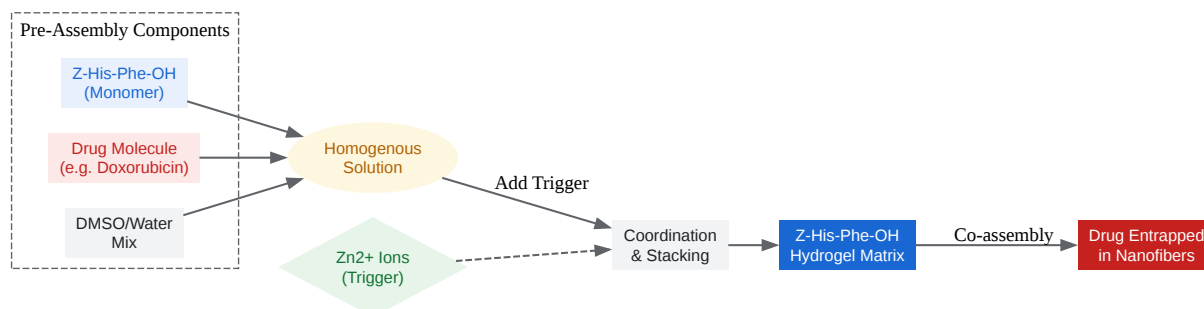 Pre-Assembly Components
Z-His-Phe-OH
(Monomer)
Drug Molecule
(e.g. Doxorubicin)
DMSO/Water
Mix
Homogenous
Solution
Add Trigger
Zn2+ Ions
(Trigger)
Coordination
& Stacking
Z-His-Phe-OH
Hydrogel Matrix
Co-assembly
Drug Entrapped
in Nanofibers